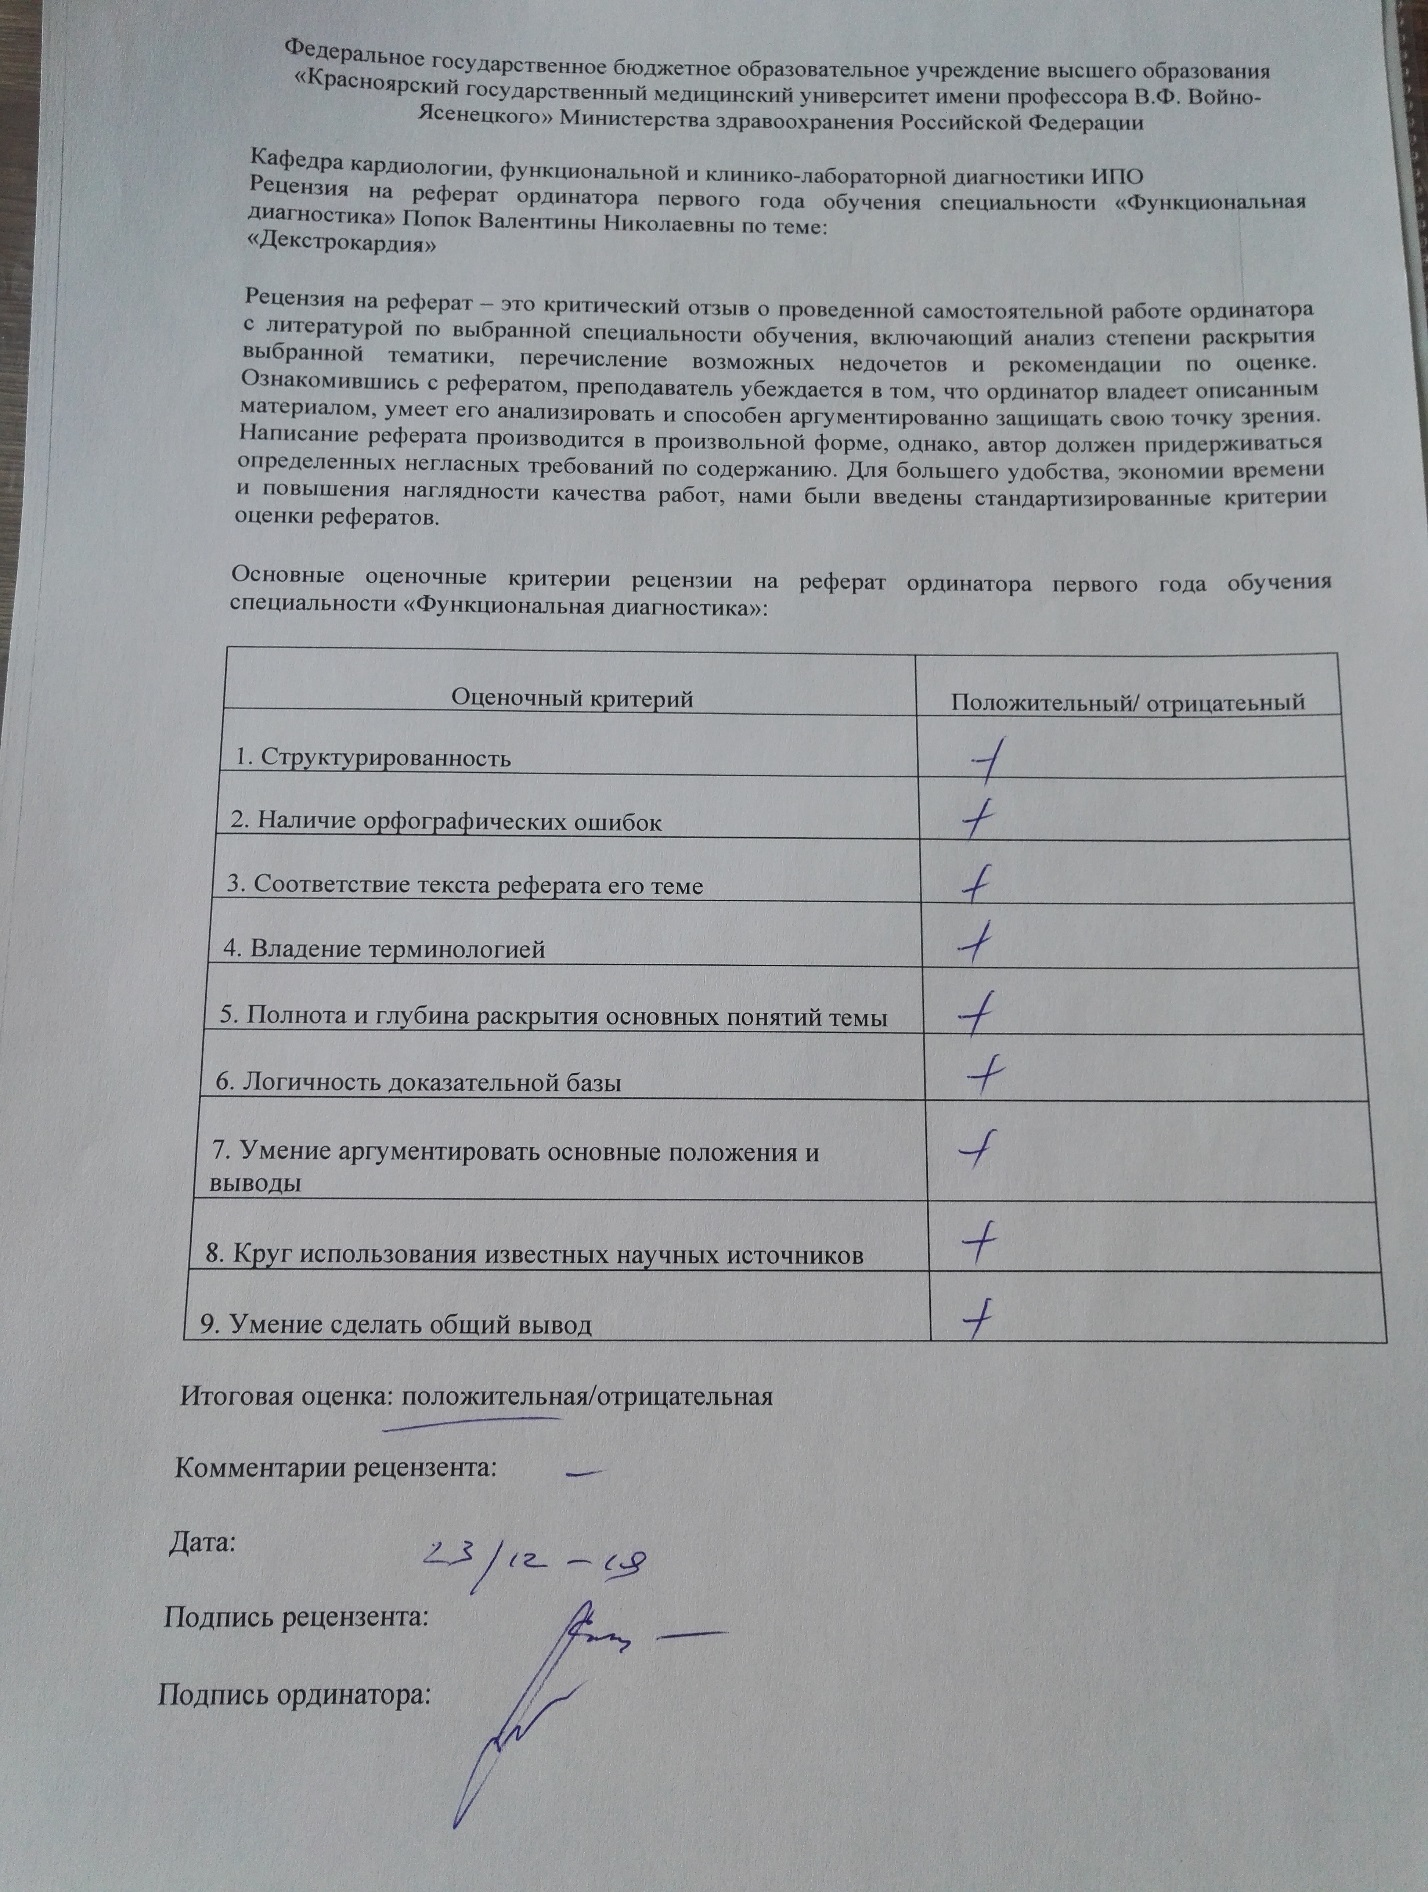 Федеральное государственное бюджетное образовательное учреждение высшего образования
«Красноярский государственный медицинский университет имени профессора В.Ф. Войно-
Ясенецкого» Министерства здравоохранения Российской Федерации
Кафедра кардиологии, функциональной и клинико-лабораторной диагностики ИПО
Рецензия на реферат ординатора первого года обучения специальности «Функциональная
диагностика» Попок Валентины Николаевны по теме:
«Декстрокардия»
Рецензия на реферат – это критический отзыв о проведенной самостоятельной работе ординатора
с литературой по выбранной специальности обучения, включающий анализ степени раскрытия
выбранной тематики, перечисление возможных недочетов и рекомендации по оценке.
Ознакомившись с рефератом, преподаватель убеждается в том, что ординатор владеет описанным
материалом, умеет его анализировать и способен аргументированно защищать свою точку зрения.
Написание реферата производится в произвольной форме, однако, автор должен придерживаться
определенных негласных требований по содержанию. Для большего удобства, экономии времени
и повышения наглядности качества работ, нами были введены стандартизированные критерии
оценки рефератов.
Основные оценочные критерии рецензии на реферат ординатора первого года обучения
специальности «Функциональная диагностика»:
Оценочный критерий Положительный/ отрицатеьный
1. Структурированность +
2. Наличие орфографических ошибок +
3. Соответствие текста реферата его теме +
4. Владение терминологией +
5. Полнота и глубина раскрытия основных понятий темы +
6. Логичность доказательной базы +
7. Умение аргументировать основные положения и +
выводы
8. Круг использования известных научных источников +
9. Умение сделать общий вывод +
Итоговая оценка: положительная/отрицательная
Комментарии рецензента: –
Дата: 23/12 – 19
Подпись рецензента:
Подпись ординатора: